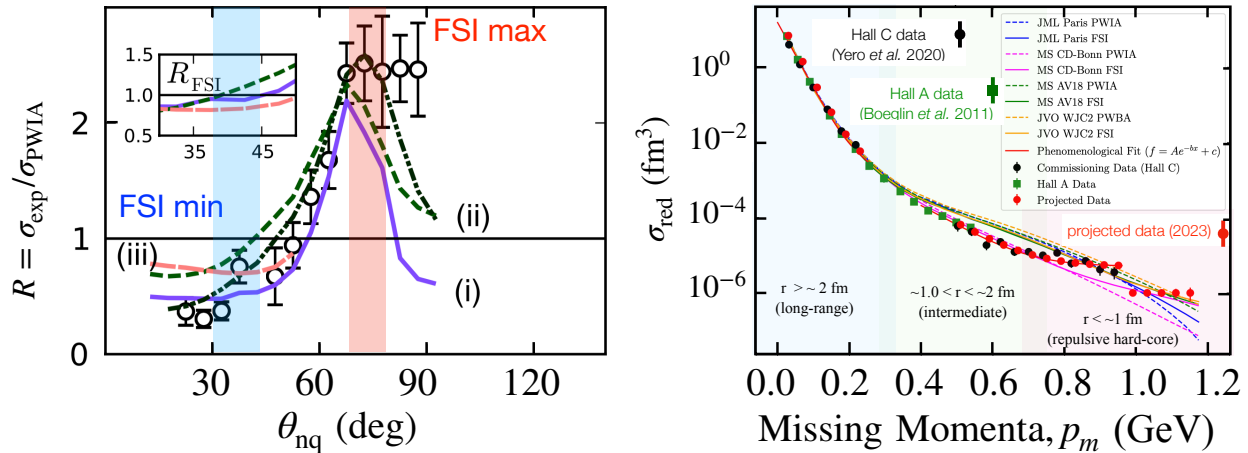 FSI max
R_FSI
1.5
1.0
0.5
35
45
FSI min
(iii)
(ii)
(i)
2
1
0
R = σ_exp/σ_PWIA
30
60
90
120
θ_nq (deg)
Hall C data
(Yero et al. 2020)
Hall A data
(Boeglin et al. 2011)
JML Paris PWIA
JML Paris FSI
MS CD-Bonn PWIA
MS CD-Bonn FSI
MS AV18 PWIA
MS AV18 FSI
JVO WJC2 PWBA
JVO WJC2 FSI
Phenomenological Fit (f = Ae^{-bx} + c)
Commissioning Data (Hall C)
Hall A Data
Projected Data
projected data (2023)
r > ~ 2 fm
(long-range)
~1.0 < r < ~2 fm
(intermediate)
r < ~1 fm
(repulsive hard-core)
10^0
10^-2
10^-4
10^-6
σ_red (fm^3)
0.0
0.2
0.4
0.6
0.8
1.0
1.2
Missing Momenta, p_m (GeV)